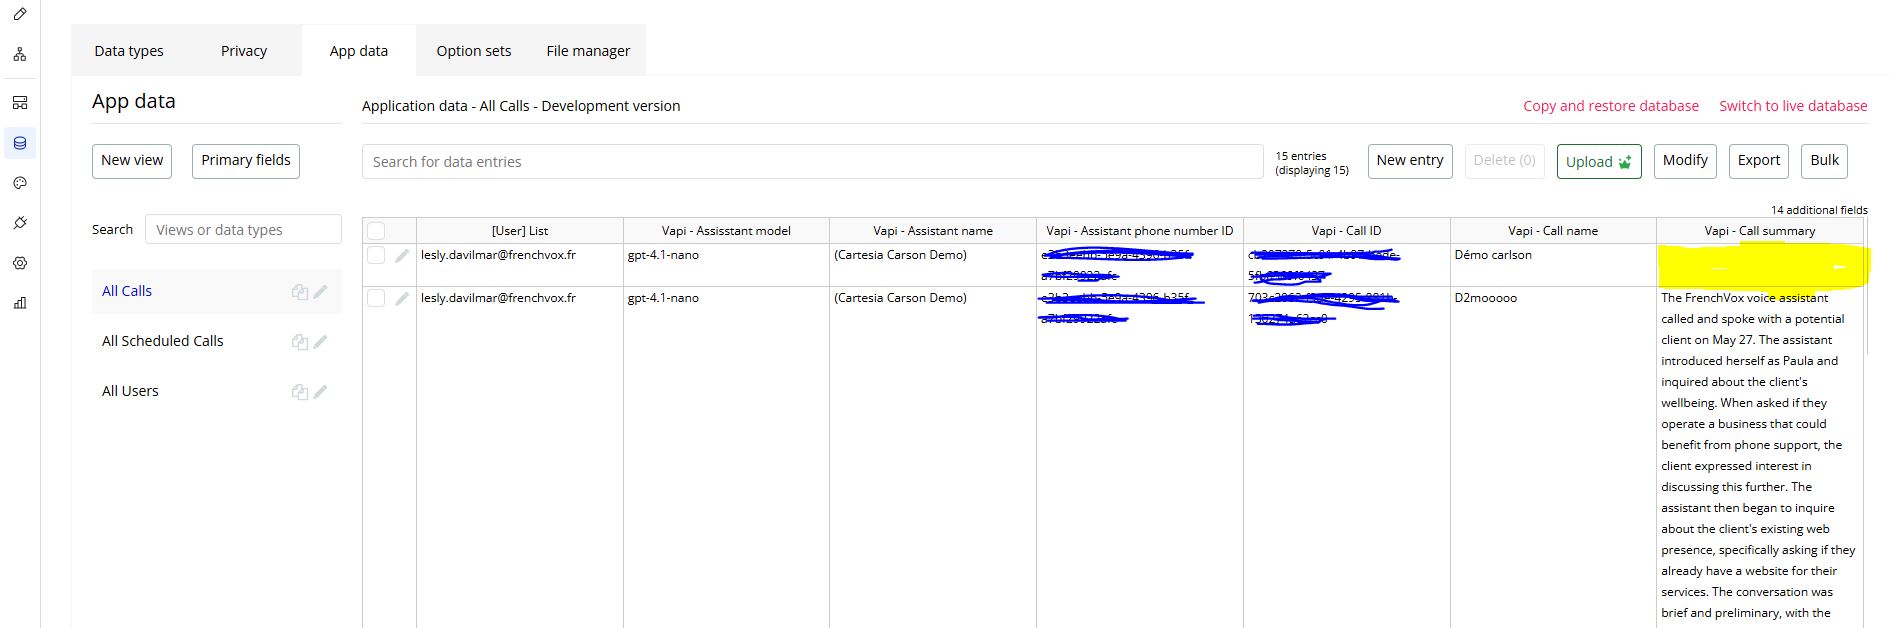 Data types Privacy App data Option sets File manager
App data
Application data - All Calls - Development version
Copy and restore database Switch to live database
New view Primary fields
Search for data entries
15 entries
(displaying 15)
New entry Delete (0) Upload Modify Export Bulk
14 additional fields
Search Views or data types
All Calls
All Scheduled Calls
All Users
[User] List Vapi - Assisstant model Vapi - Assistant name Vapi - Assistant phone number ID Vapi - Call ID Vapi - Call name Vapi - Call summary
lesly.davilmar@frenchvox.fr gpt-4.1-nano (Cartesia Carson Demo) Démo carlson
lesly.davilmar@frenchvox.fr gpt-4.1-nano (Cartesia Carson Demo) D2mooooo
The FrenchVox voice assistant
called and spoke with a potential
client on May 27. The assistant
introduced herself as Paula and
inquired about the client's
wellbeing. When asked if they
operate a business that could
benefit from phone support, the
client expressed interest in
discussing this further. The
assistant then began to inquire
about the client's existing web
presence, specifically asking if they
already have a website for their
services. The conversation was
brief and preliminary, with the